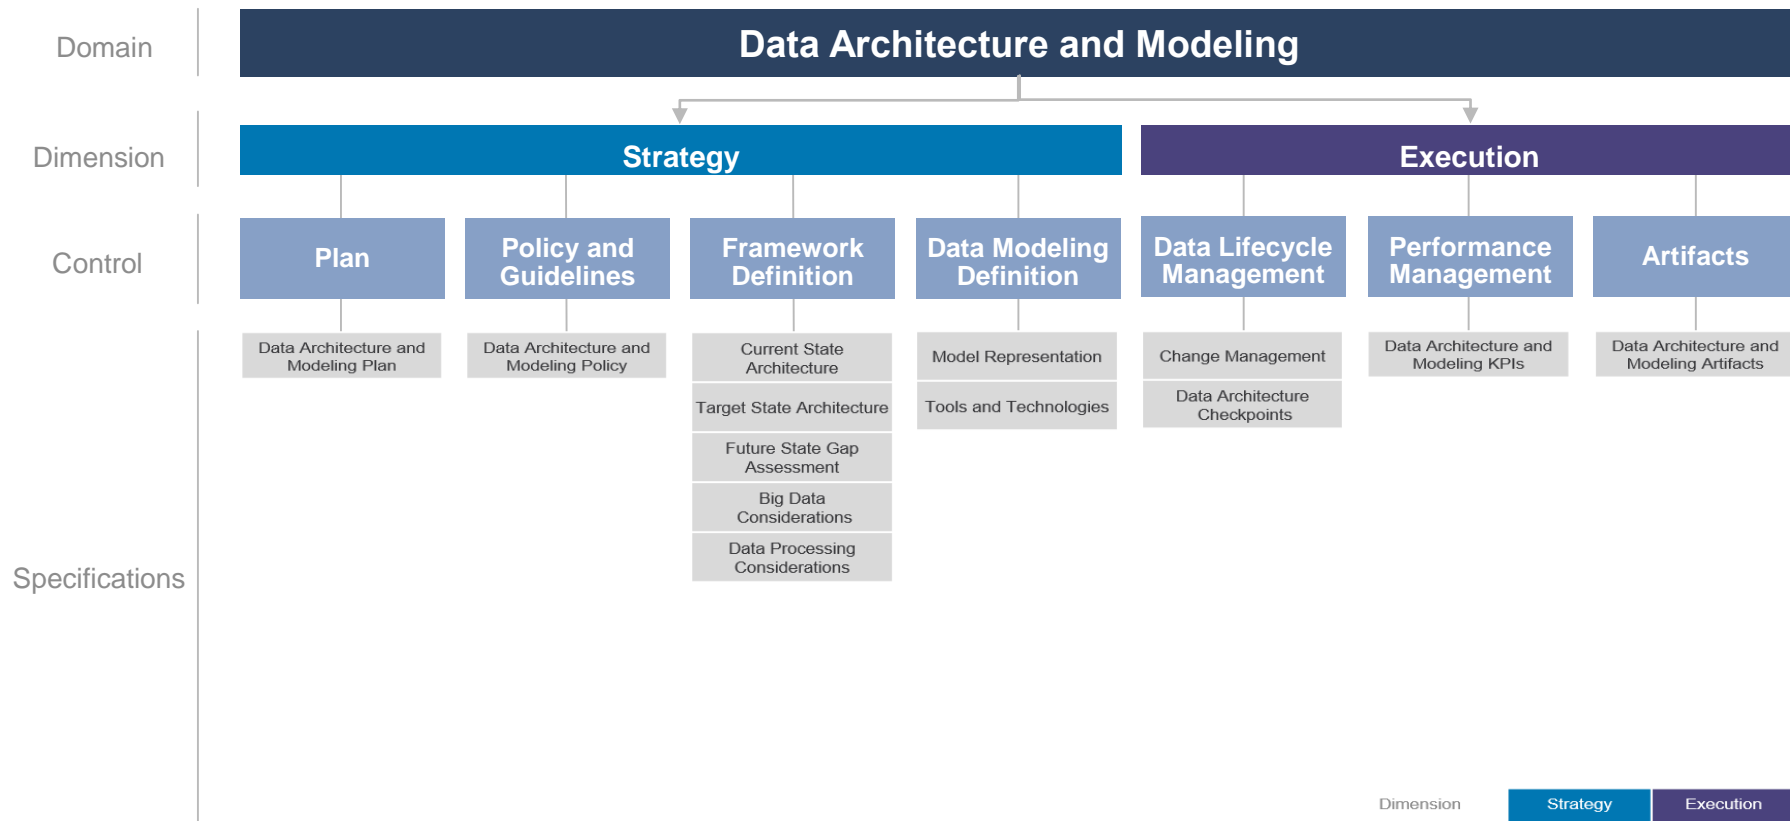 Domain
Data Architecture and Modeling
Dimension
Strategy
Execution
Control
Plan
Policy and
Guidelines
Framework
Definition
Data Modeling
Definition
Data Lifecycle
Management
Performance
Management
Artifacts
Specifications
Data Architecture and
Modeling Plan
Data Architecture and
Modeling Policy
Current State
Architecture
Target State Architecture
Future State Gap
Assessment
Big Data
Considerations
Data Processing
Considerations
Model Representation
Tools and Technologies
Change Management
Data Architecture
Checkpoints
Data Architecture and
Modeling KPIs
Data Architecture and
Modeling Artifacts
Dimension
Strategy
Execution